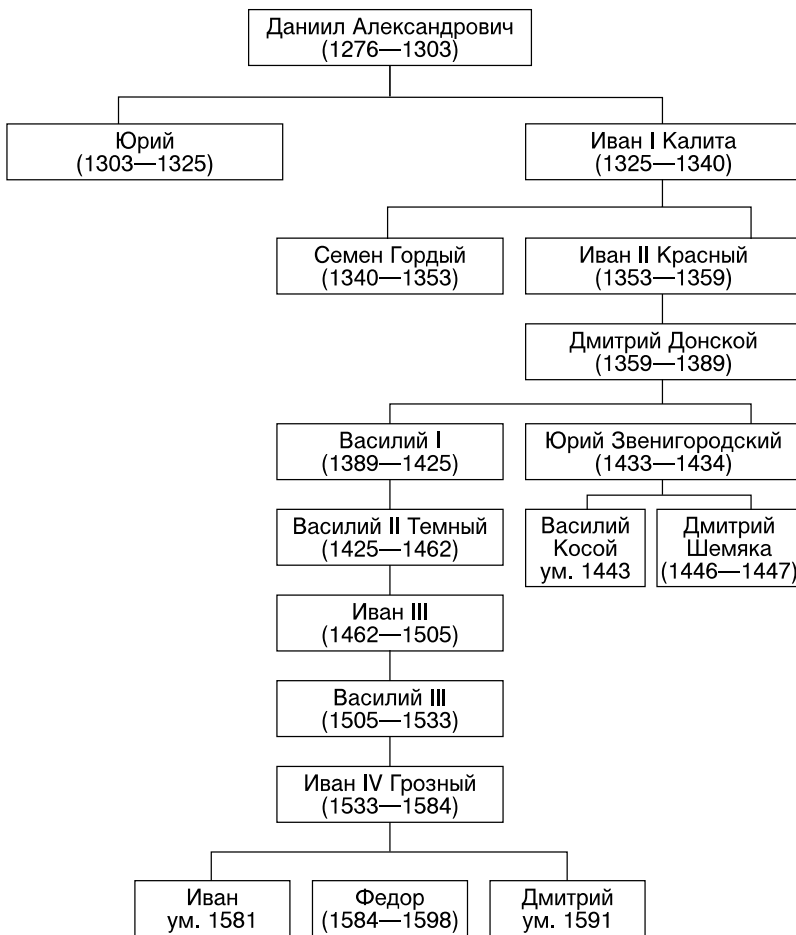 Даниил Александрович
(1276—1303)
Юрий
(1303—1325)
Иван I Калита
(1325—1340)
Семен Гордый
(1340—1353)
Иван II Красный
(1353—1359)
Дмитрий Донской
(1359—1389)
Василий I
(1389—1425)
Юрий Звенигородский
(1433—1434)
Василий II Темный
(1425—1462)
Василий
Косой
ум. 1443
Дмитрий
Шемяка
(1446—1447)
Иван III
(1462—1505)
Василий III
(1505—1533)
Иван IV Грозный
(1533—1584)
Иван
ум. 1581
Федор
(1584—1598)
Дмитрий
ум. 1591